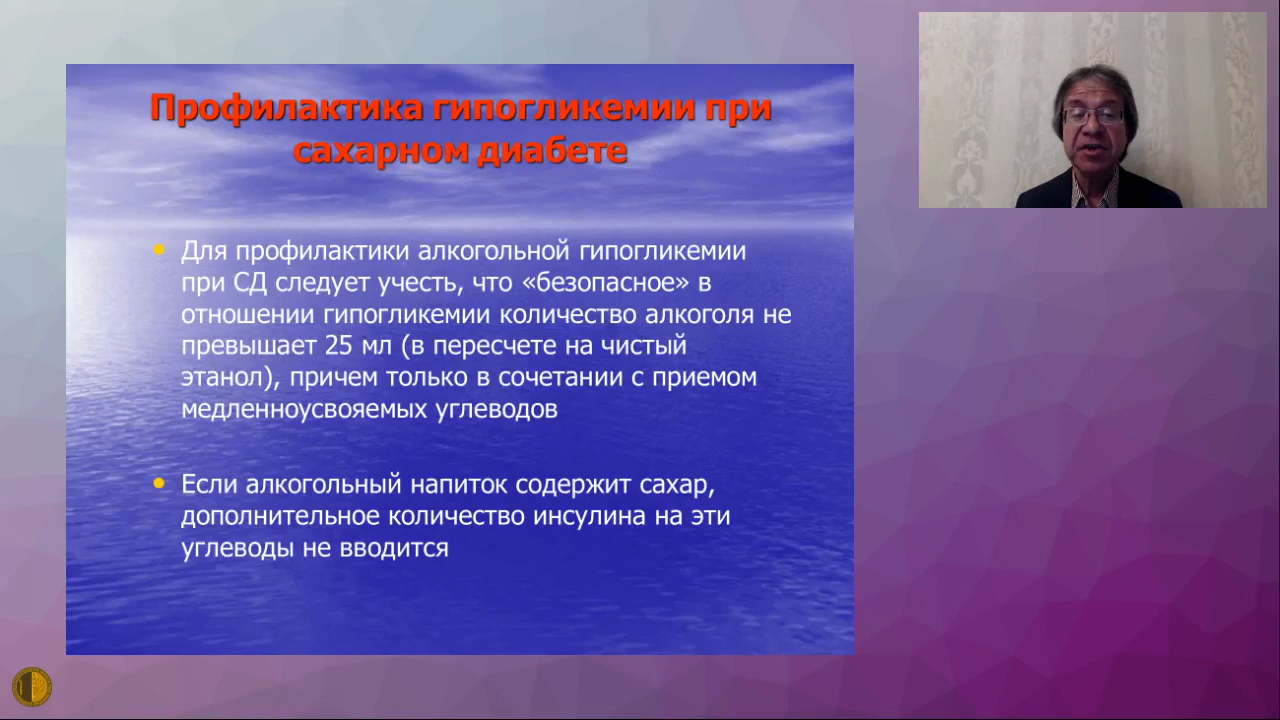 Профилактика гипогликемии при
сахарном диабете
Для профилактики алкогольной гипогликемии
при СД следует учесть, что «безопасное» в
отношении гипогликемии количество алкоголя не
превышает 25 мл (в пересчете на чистый
этанол), причем только в сочетании с приемом
медленноусвояемых углеводов
Если алкогольный напиток содержит сахар,
дополнительное количество инсулина на эти
углеводы не вводится